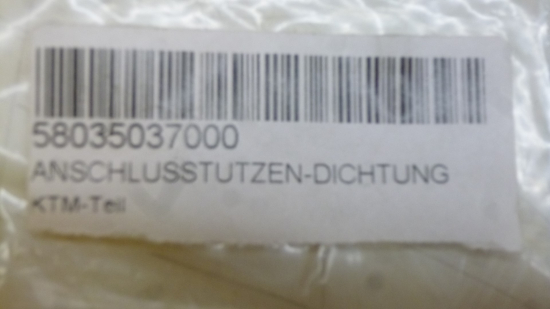 58035037000
ANSCHLUSSTUTZEN-DICHTUNG
KTM-Teil